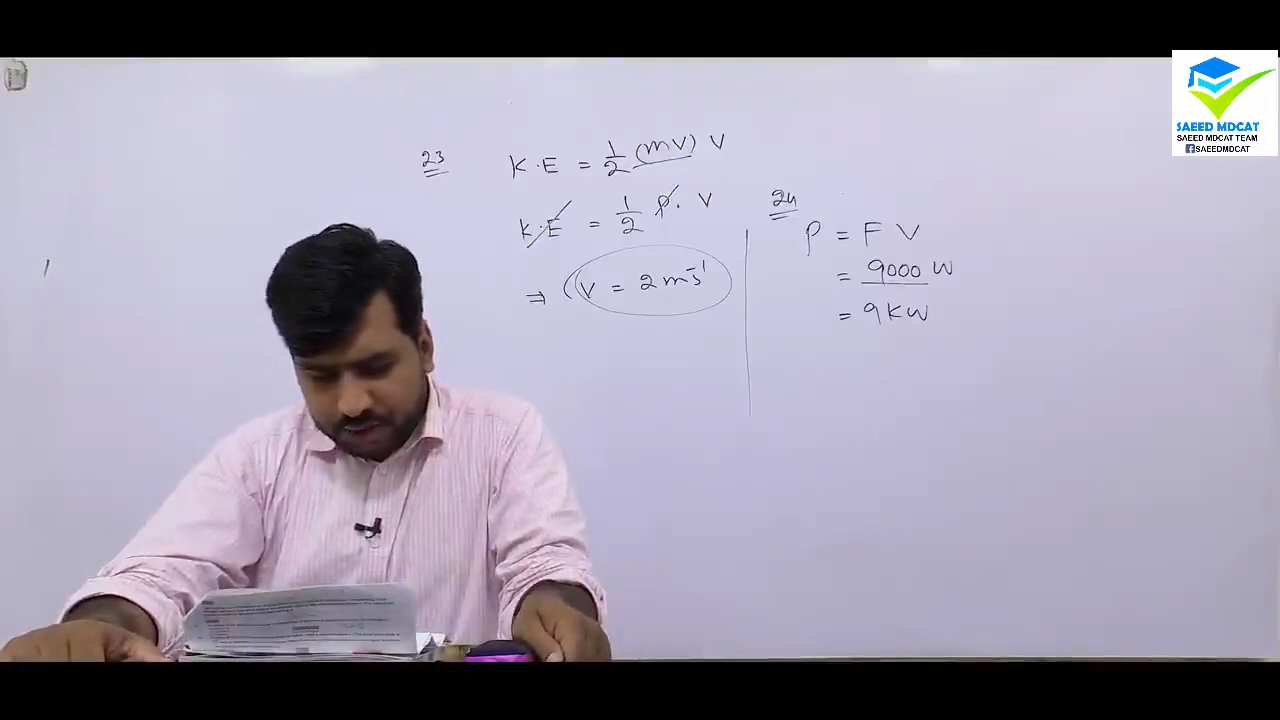 23
K.E = 1/2 (mV) V
K.E = 1/2 P. V
⇒ (V = 2 ms⁻¹
24
P = F V
= 9000 W
= 9 KW
SAEED MDCAT
SAEED MDCAT TEAM
SAEEDMDCAT